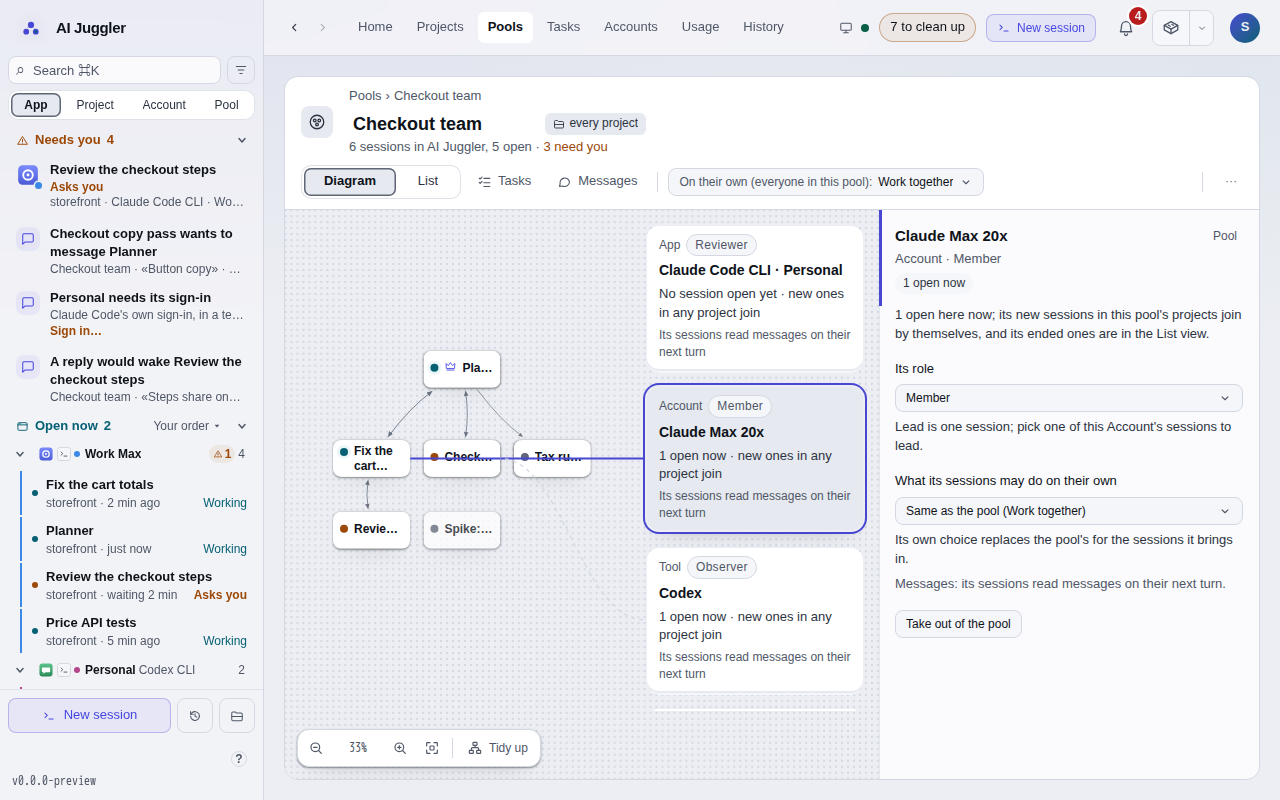 AI Juggler
Search ⌘K
App Project Account Pool
Needs you 4
Review the checkout steps
Asks you
storefront · Claude Code CLI · Wo…
Checkout copy pass wants to
message Planner
Checkout team · «Button copy» · …
Personal needs its sign-in
Claude Code's own sign-in, in a te…
Sign in…
A reply would wake Review the
checkout steps
Checkout team · «Steps share on…
Open now 2 Your order
Work Max 1 4
Fix the cart totals
storefront · 2 min ago Working
Planner
storefront · just now Working
Review the checkout steps
storefront · waiting 2 min Asks you
Price API tests
storefront · 5 min ago Working
Personal Codex CLI 2
New session
?
v0.0.0-preview
Home Projects Pools Tasks Accounts Usage History
7 to clean up
New session
4
S
Pools › Checkout team
Checkout team every project
6 sessions in AI Juggler, 5 open · 3 need you
Diagram List Tasks Messages
On their own (everyone in this pool): Work together
···
Pla…
Fix the
cart…
Check…
Tax ru…
Revie…
Spike:…
App Reviewer
Claude Code CLI · Personal
No session open yet · new ones
in any project join
Its sessions read messages on their
next turn
Account Member
Claude Max 20x
1 open now · new ones in any
project join
Its sessions read messages on their
next turn
Tool Observer
Codex
1 open now · new ones in any
project join
Its sessions read messages on their
next turn
33%
Tidy up
Claude Max 20x Pool
Account · Member
1 open now
1 open here now; its new sessions in this pool's projects join
by themselves, and its ended ones are in the List view.
Its role
Member
Lead is one session; pick one of this Account's sessions to
lead.
What its sessions may do on their own
Same as the pool (Work together)
Its own choice replaces the pool's for the sessions it brings
in.
Messages: its sessions read messages on their next turn.
Take out of the pool